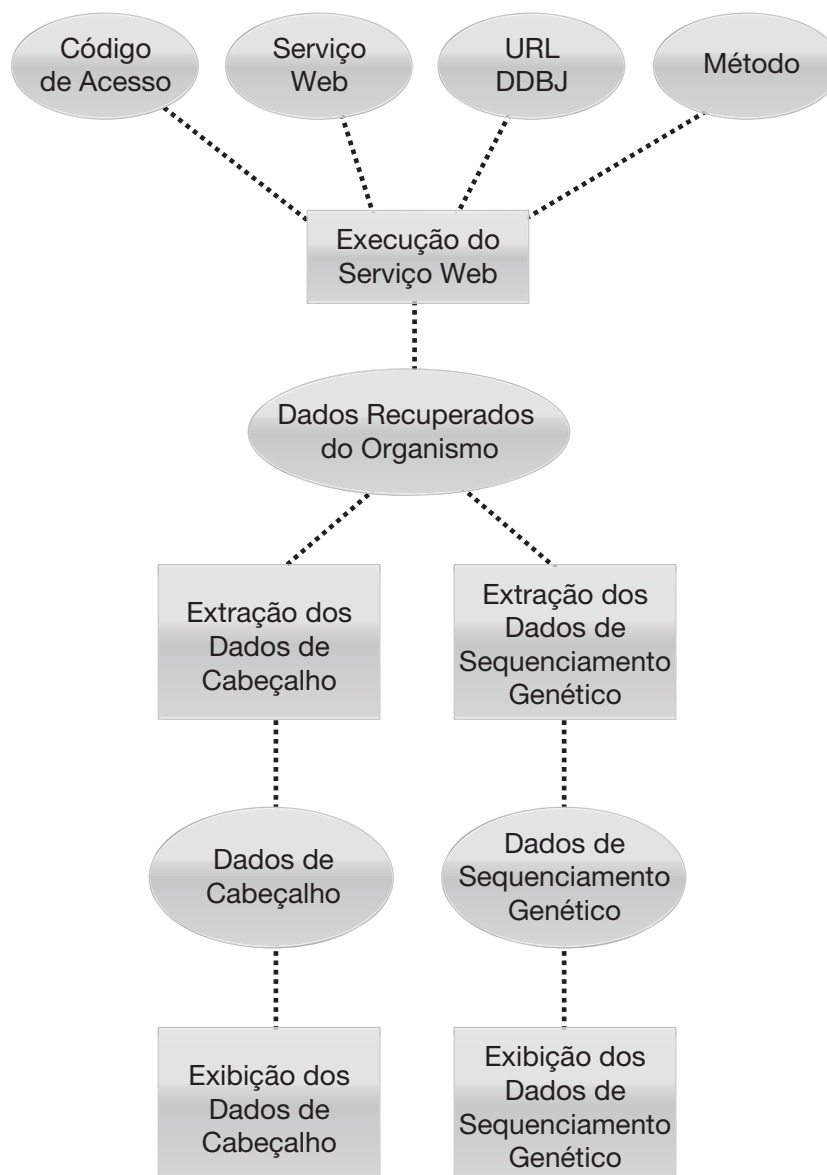 Código
de Acesso
Serviço
Web
URL
DDBJ
Método
Execução do
Serviço Web
Dados Recuperados
do Organismo
Extração dos
Dados de
Cabeçalho
Extração dos
Dados de
Sequenciamento
Genético
Dados de
Cabeçalho
Dados de
Sequenciamento
Genético
Exibição dos
Dados de
Cabeçalho
Exibição dos
Dados de
Sequenciamento
Genético